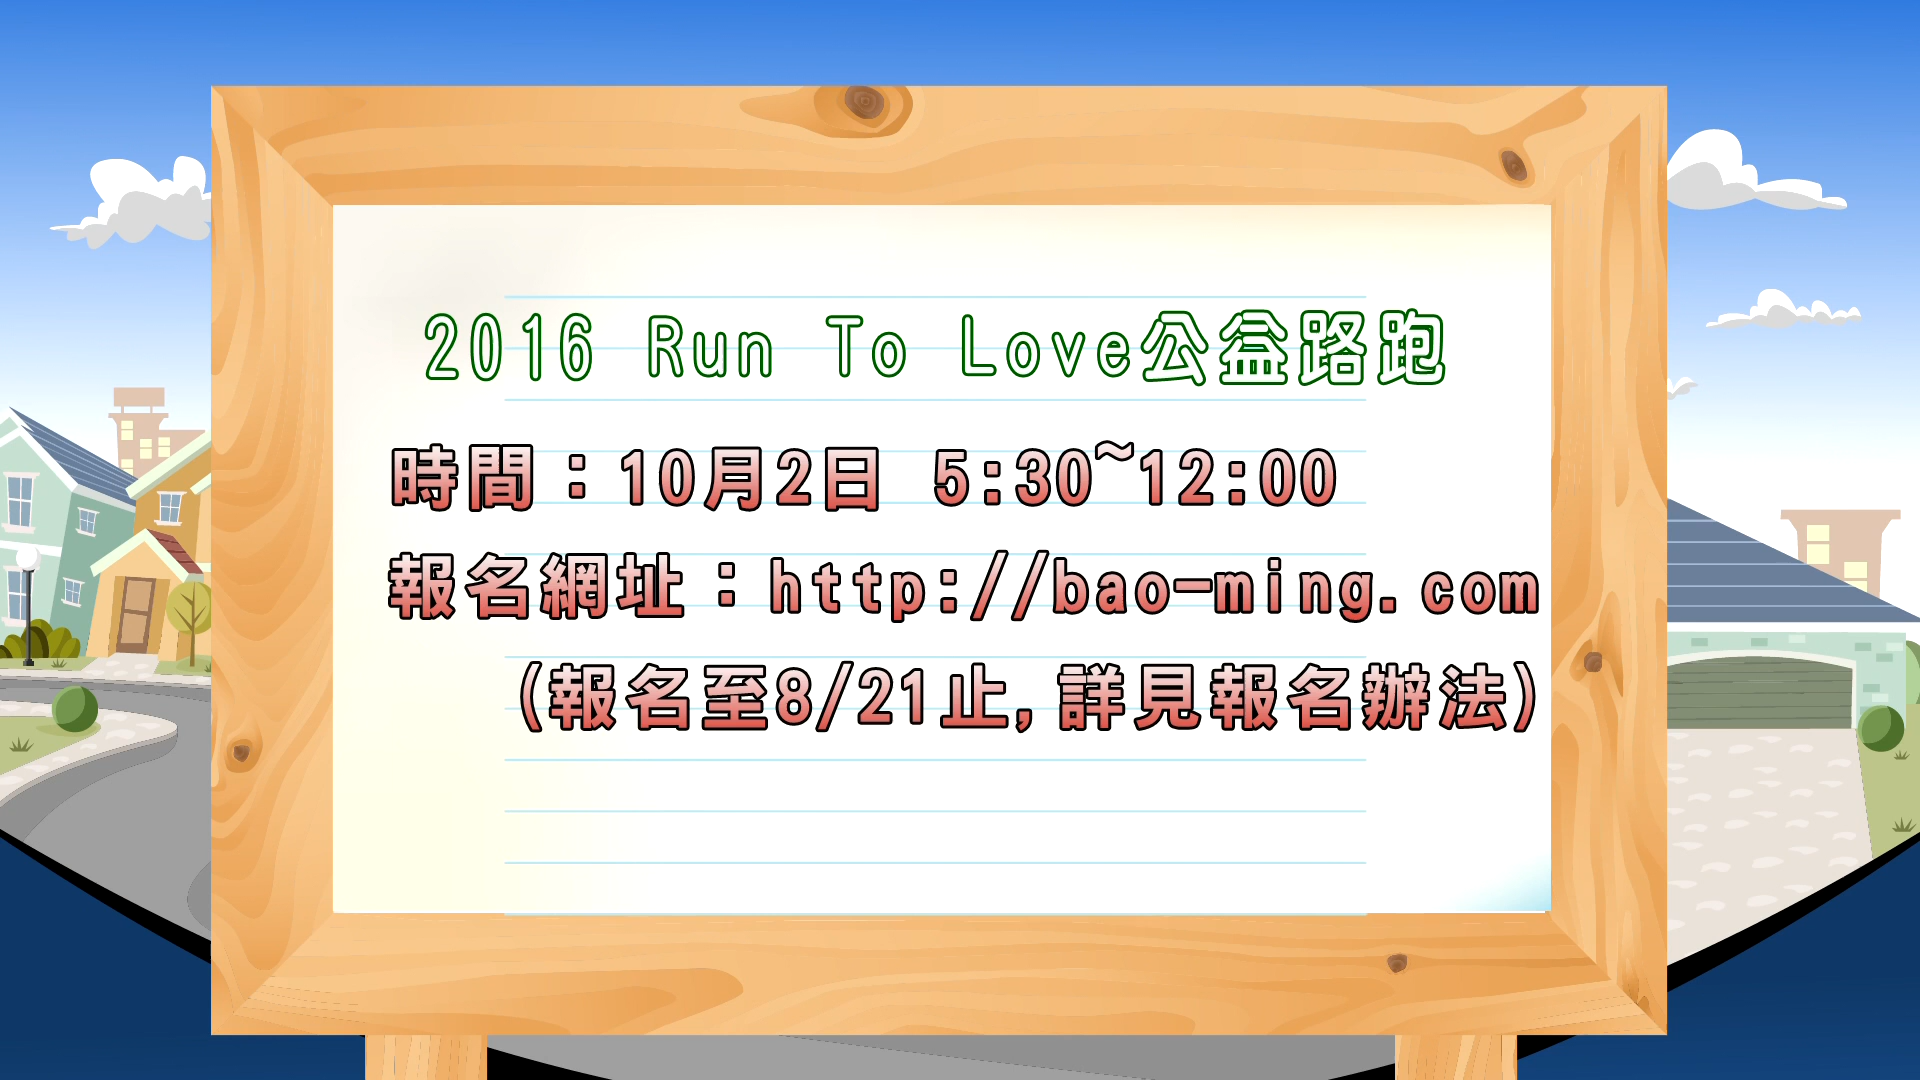 2016 Run To Love公益路跑
時間：10月2日 5:30~12:00
報名網址：http://bao-ming.com
(報名至8/21止,詳見報名辦法)